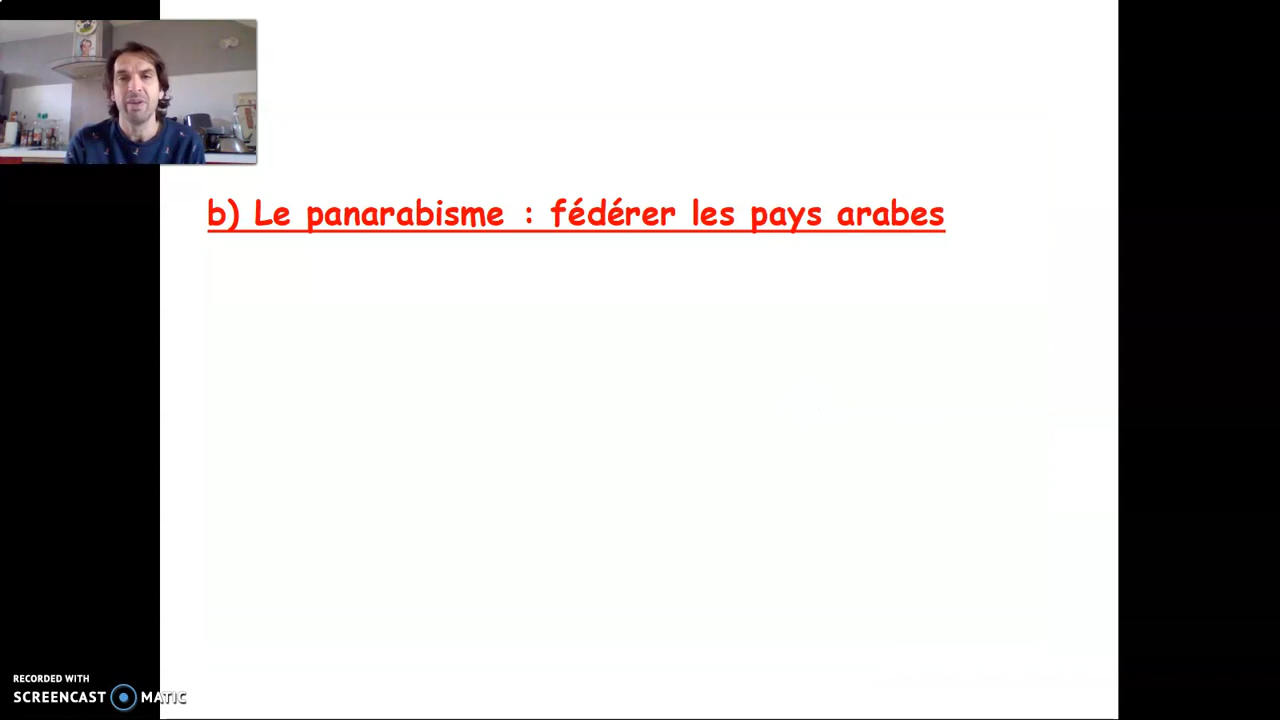 b) Le panarabisme : fédérer les pays arabes
RECORDED WITH
SCREENCAST MATIC